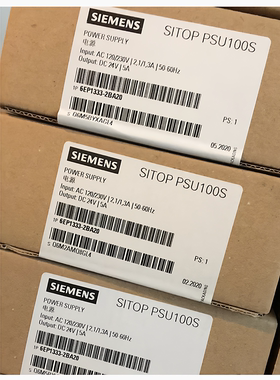 SIEMENS
SITOP PSU100S
POWER SUPPLY
电源
Input: AC 120/230V | 2,1/1,3A | 50-60Hz
Output: DC 24V | 5A
1P 6EP1333-2BA20
05.2020
PS: 1
SIEMENS
SITOP PSU100S
POWER SUPPLY
电源
Input: AC 120/230V | 2,1/1,3A | 50-60Hz
Output: DC 24V | 5A
1P 6EP1333-2BA20
02.2020
PS: 1
SIEMENS
SITOP PSU100S
POWER SUPPLY
电源
Input: AC 120/230V | 2,1/1,3A | 50-60Hz
Output: DC 24V | 5A
1P 6EP1333-2BA20